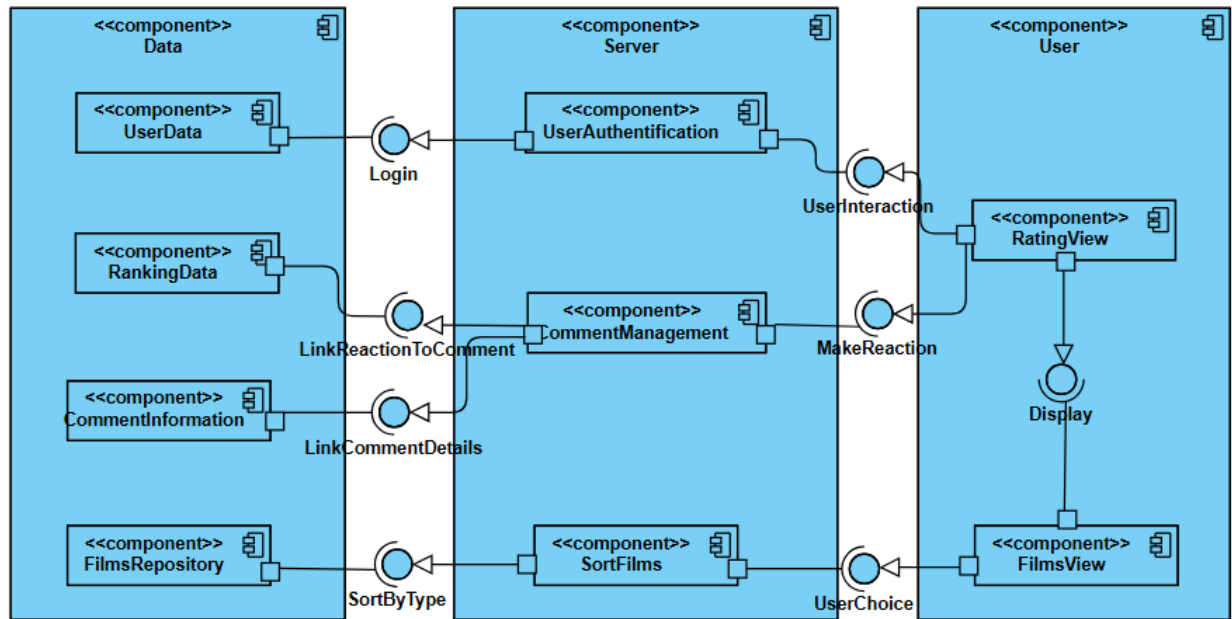 <<component>>
Data
<<component>>
Server
<<component>>
User
<<component>>
UserData
<<component>>
UserAuthentification
Login
UserInteraction
<<component>>
RatingView
<<component>>
RankingData
<<component>>
CommentManagement
LinkReactionToComment
MakeReaction
<<component>>
CommentInformation
LinkCommentDetails
Display
<<component>>
FilmsRepository
<<component>>
SortFilms
<<component>>
FilmsView
SortByType
UserChoice